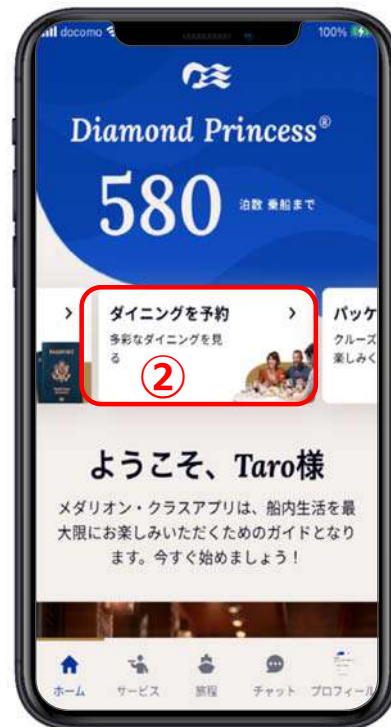 docomo
100%
Diamond Princess®
580 泊数 乗船まで
ダイニングを予約
多彩なダイニングを見
る
②
パッケ
クルーズ
楽しみく
ようこそ、Taro様
メダリオン・クラスアプリは、船内生活を最
大限にお楽しみいただくためのガイドとなり
ます。今すぐ始めましょう！
ホーム サービス 旅程 チャット プロフィール